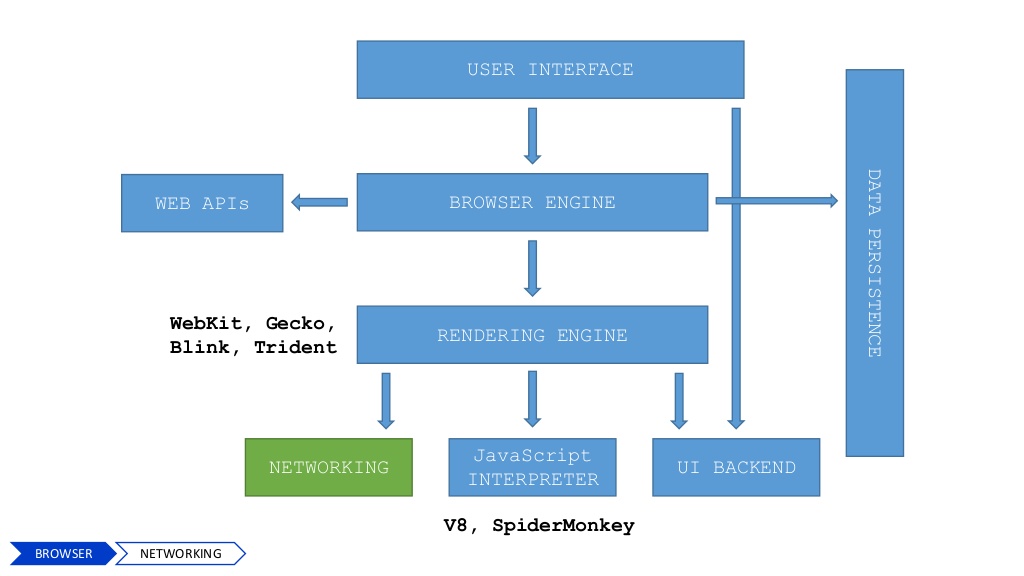 USER INTERFACE
WEB APIs
BROWSER ENGINE
DATA PERSISTENCE
WebKit, Gecko,
Blink, Trident
RENDERING ENGINE
NETWORKING
JavaScript
INTERPRETER
UI BACKEND
V8, SpiderMonkey
BROWSER
NETWORKING